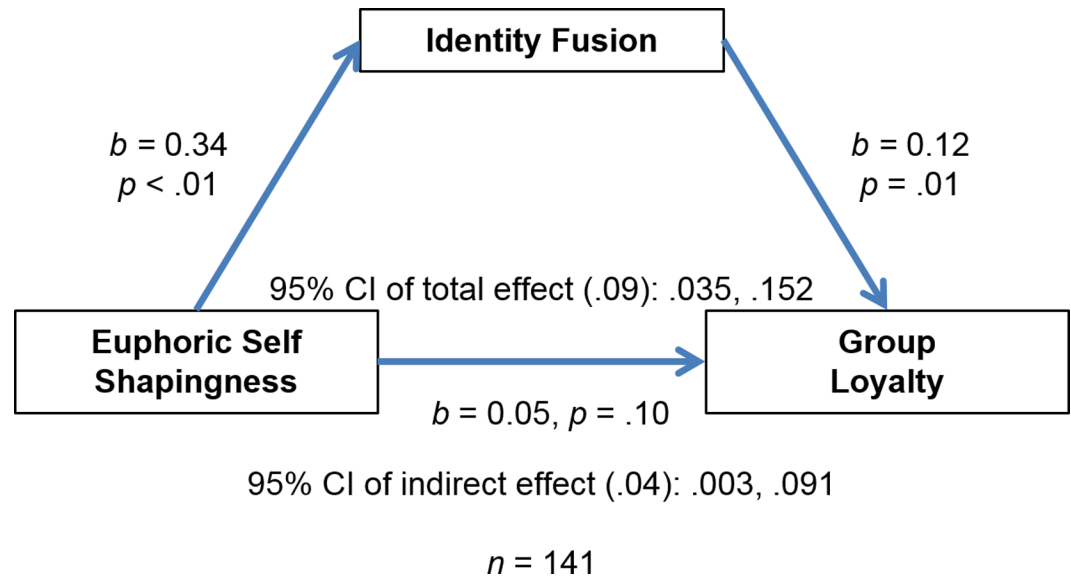 Identity Fusion
b = 0.34
p < .01
b = 0.12
p = .01
95% CI of total effect (.09): .035, .152
Euphoric Self
Shapingness
Group
Loyalty
b = 0.05, p = .10
95% CI of indirect effect (.04): .003, .091
n = 141